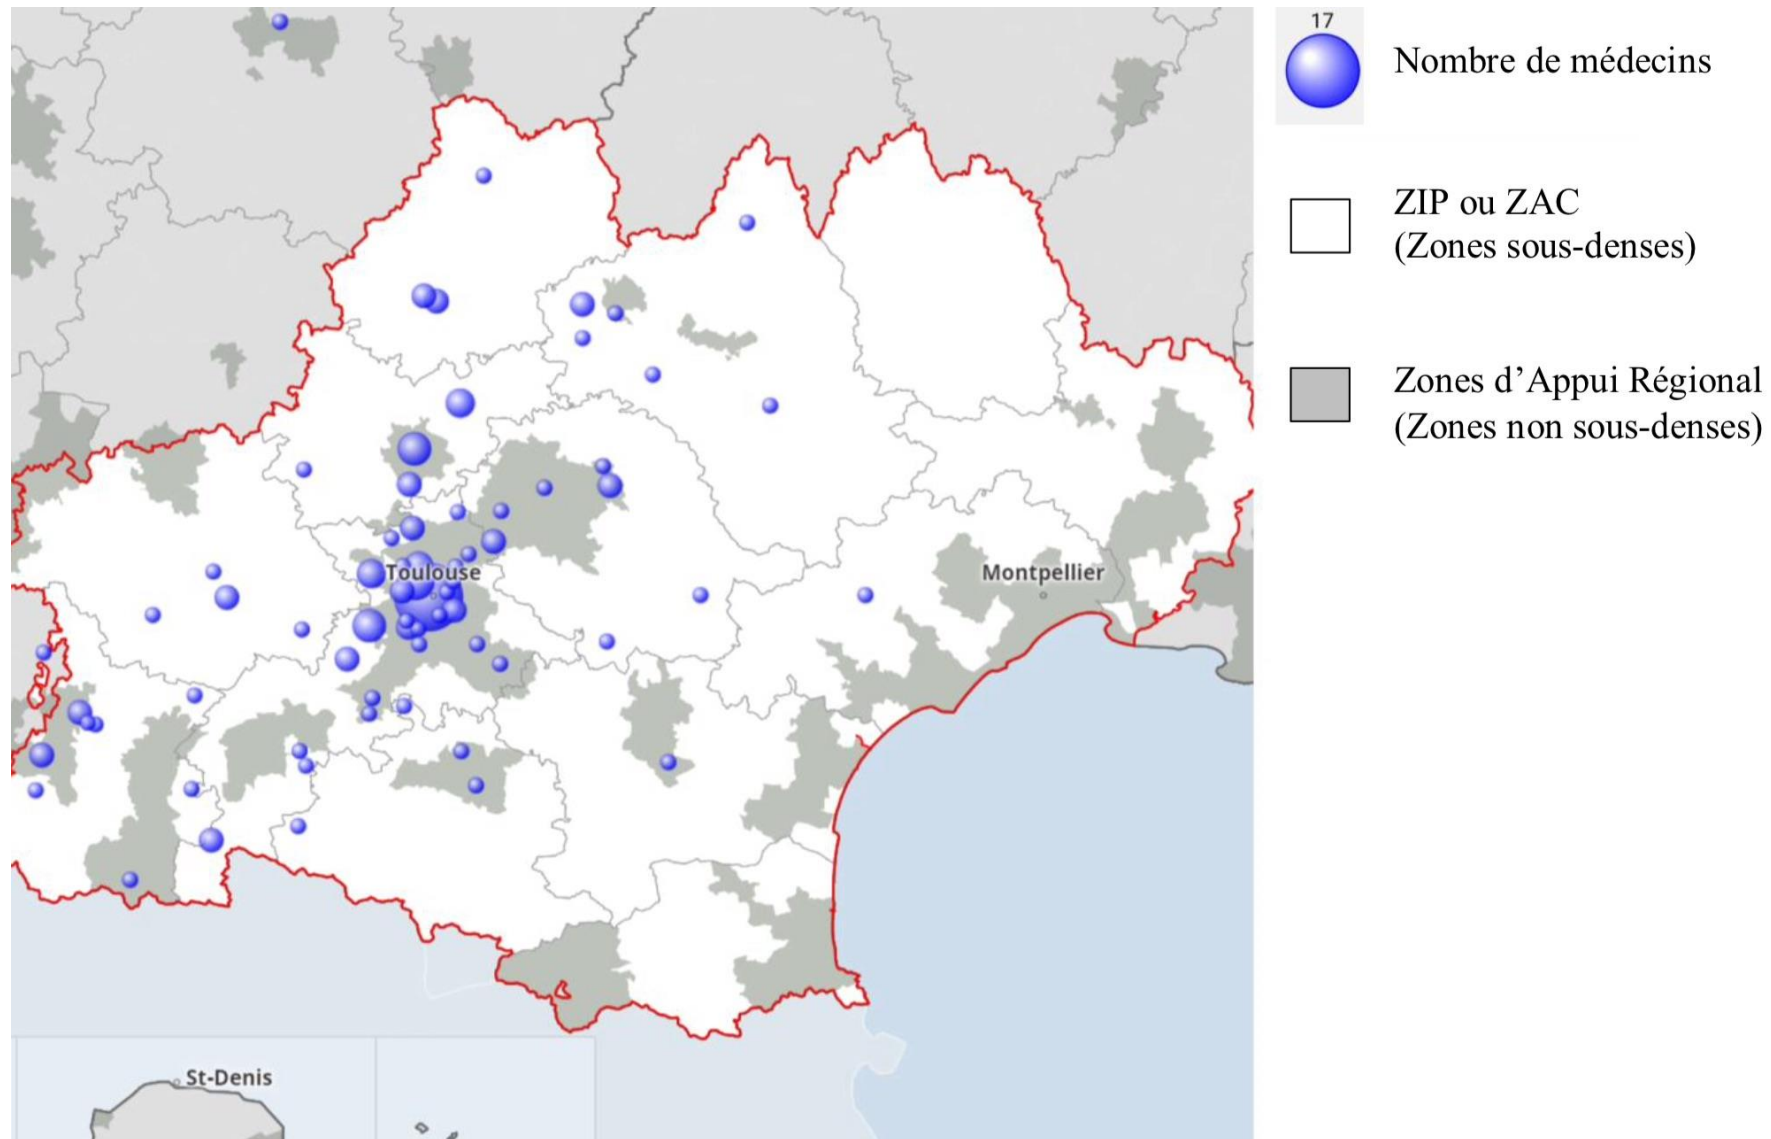 17
Nombre de médecins
ZIP ou ZAC
(Zones sous-denses)
Zones d’Appui Régional
(Zones non sous-denses)
Toulouse
Montpellier
St-Denis